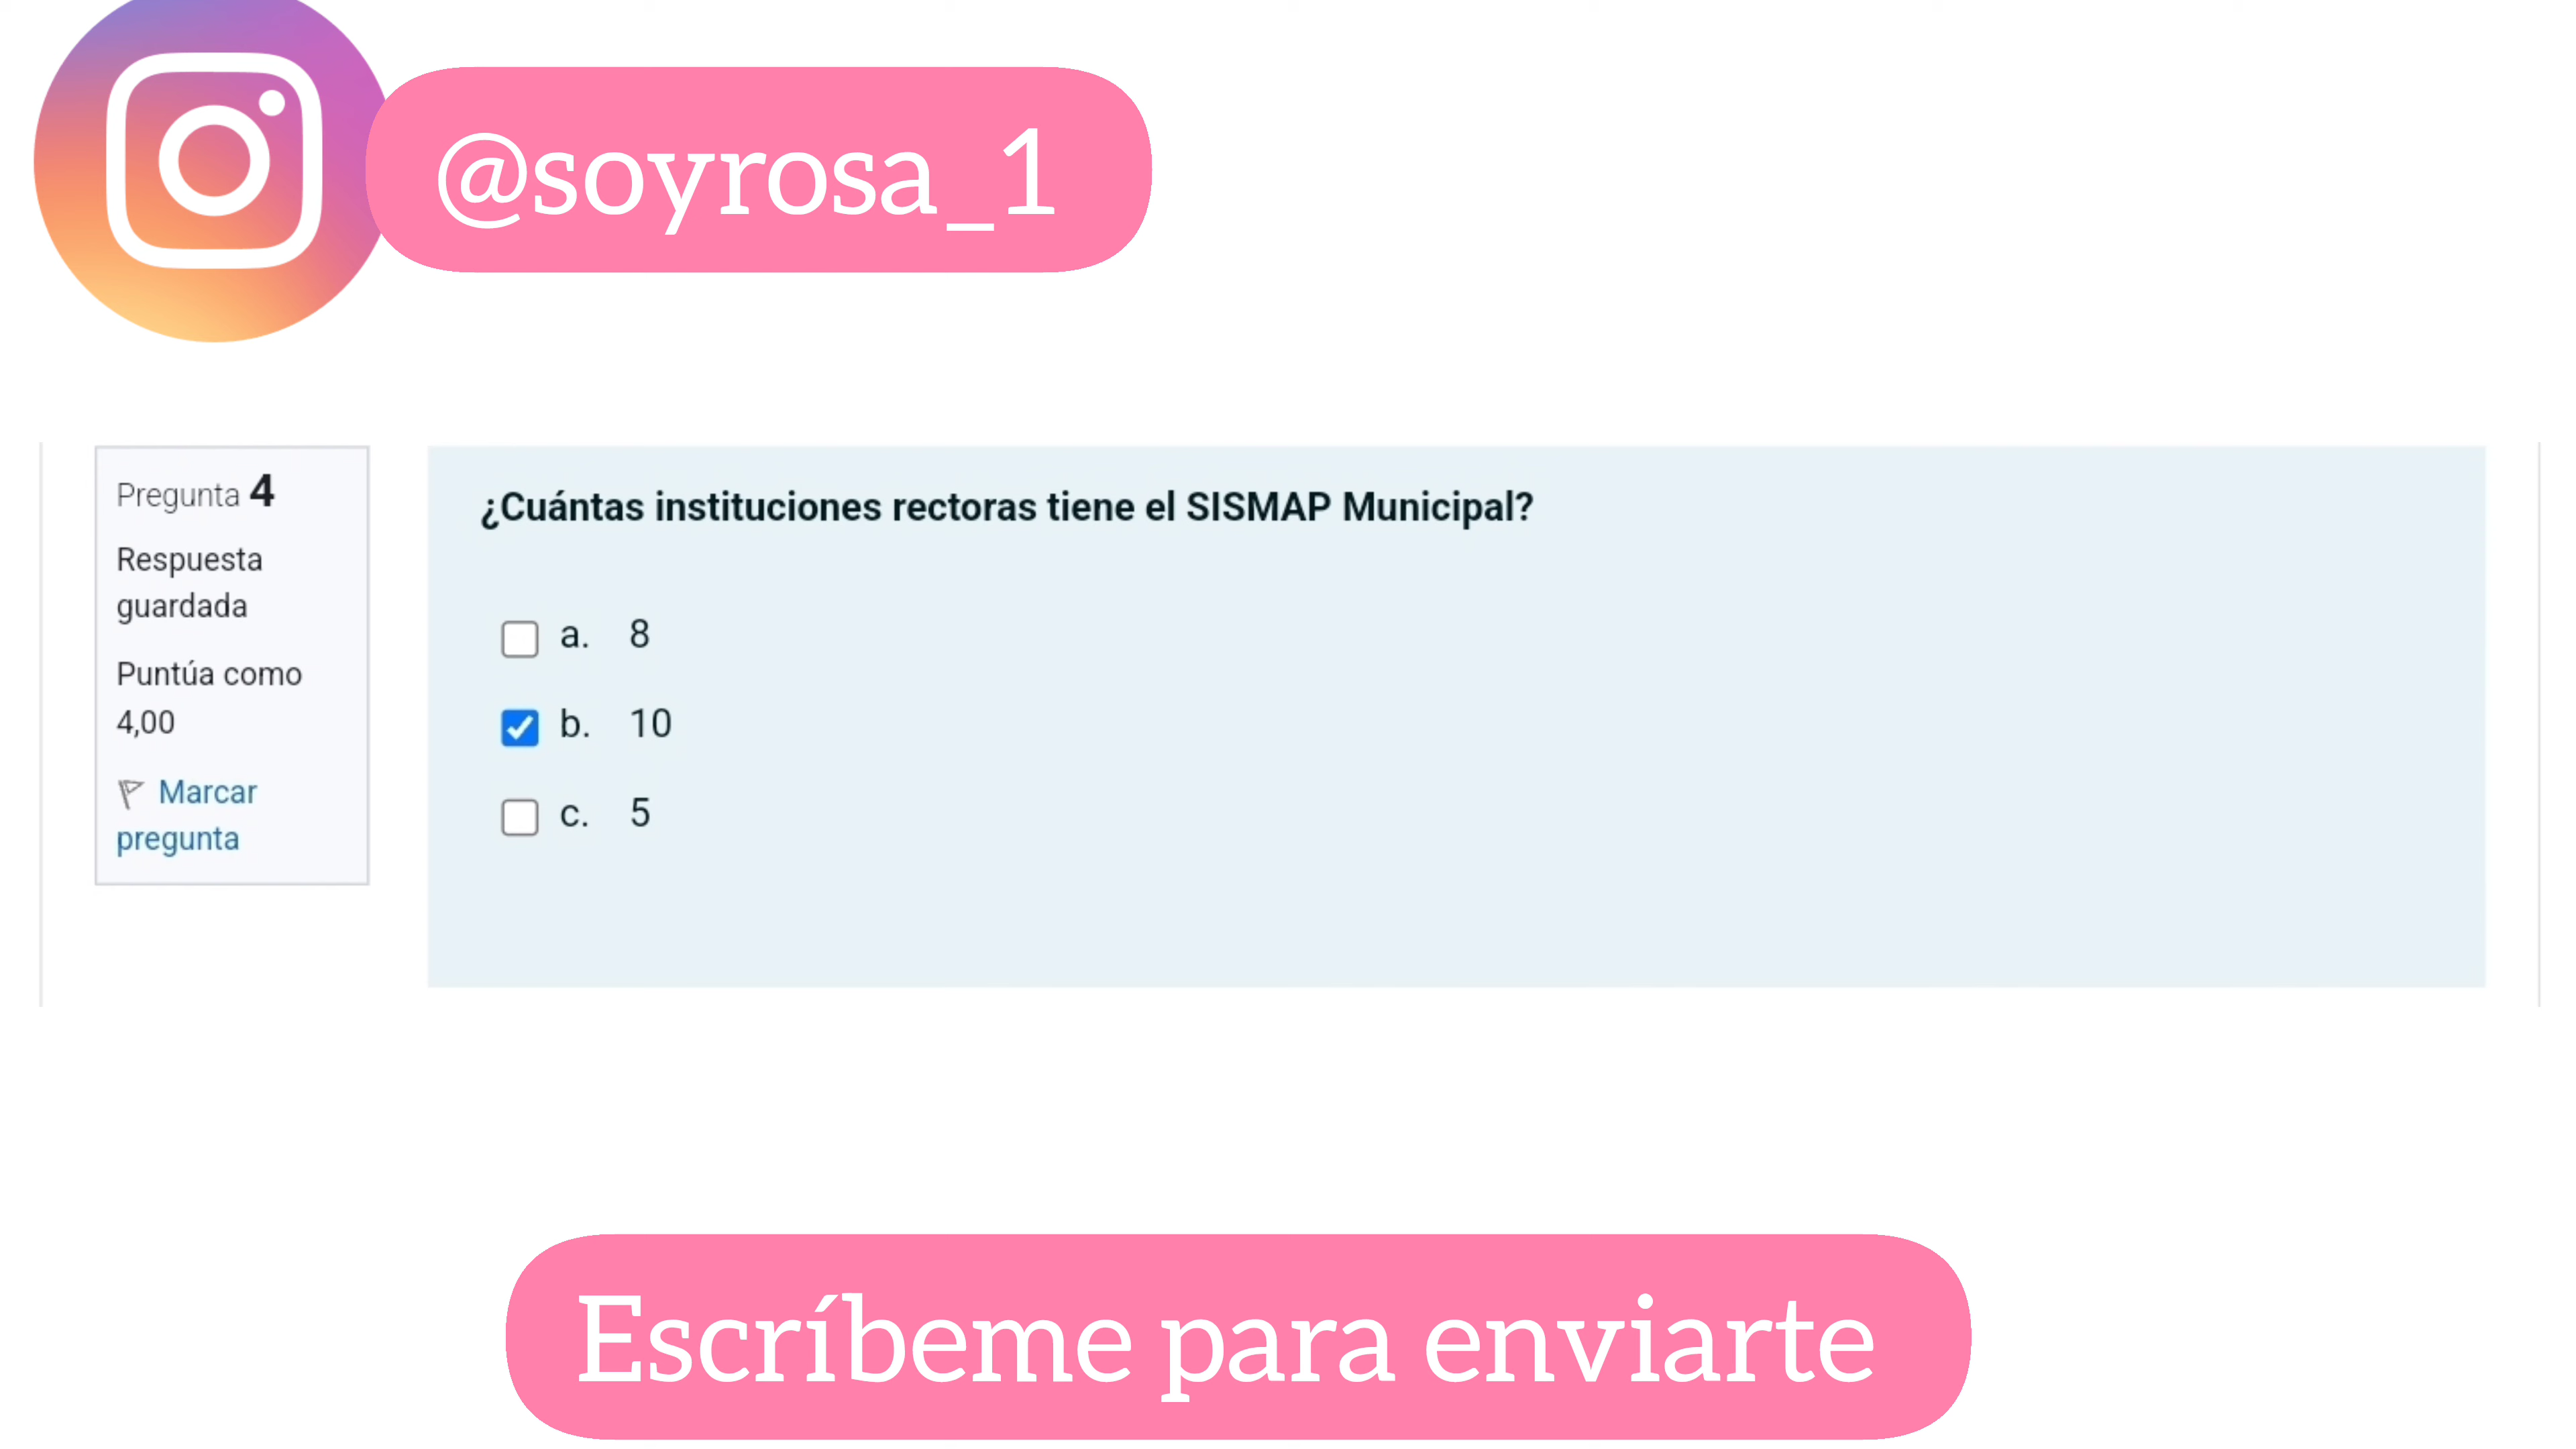 @soyrosa_1
Pregunta 4
Respuesta
guardada
Puntúa como
4,00
Marcar
pregunta
¿Cuántas instituciones rectoras tiene el SISMAP Municipal?
a. 8
b. 10
c. 5
Escríbeme para enviarte